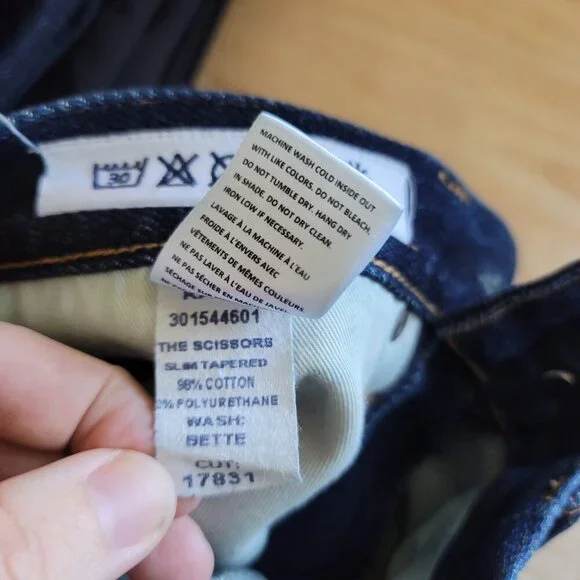 30
MACHINE WASH COLD INSIDE OUT
WITH LIKE COLORS. DO NOT BLEACH.
DO NOT TUMBLE DRY. HANG DRY
IN SHADE. DO NOT DRY CLEAN.
IRON LOW IF NECESSARY.
LAVAGE À LA MACHINE À L'EAU
FROIDE À L'ENVERS AVEC
VÊTEMENTS DE MÊMES COULEURS
NE PAS LAVER À L'EAU DE JAVEL.
NE PAS SÉCHER EN MACHINE
SÉCHAGE SUR
301544601
THE SCISSORS
SLIM TAPERED
98% COTTON
% POLYURETHANE
WASH:
BETTE
CUT:
17831